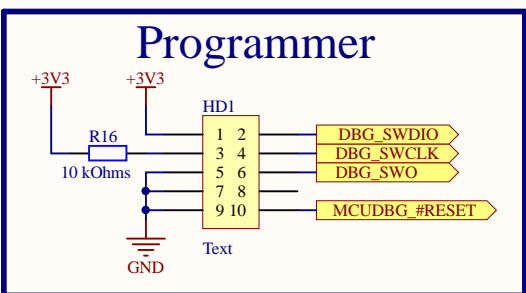 Programmer
+3V3 +3V3
HD1
R16
10 kOhms
1 2 DBG_SWDIO
3 4 DBG_SWCLK
5 6 DBG_SWO
7 8
9 10 MCUDBG_#RESET
Text
GND